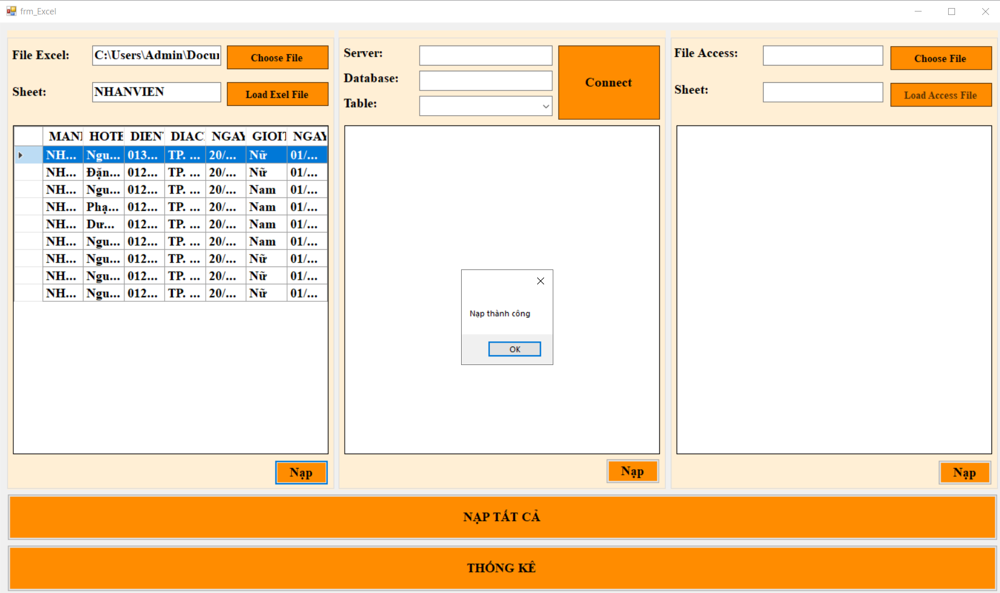 frm_Excel
File Excel: C:\Users\Admin\Docu Choose File
Sheet: NHANVIEN Load Exel File
MANI HOTE DIEN DIAC NGAY GIOIT NGAY
NH... Ngu... 013... TP. ... 20/... Nữ 01/...
NH... Đặn... 012... TP. ... 20/... Nữ 01/...
NH... Ngu... 012... TP. ... 20/... Nam 01/...
NH... Phạ... 012... TP. ... 20/... Nam 01/...
NH... Dư... 012... TP. ... 20/... Nam 01/...
NH... Ngu... 012... TP. ... 20/... Nam 01/...
NH... Ngu... 012... TP. ... 20/... Nữ 01/...
NH... Ngu... 012... TP. ... 20/... Nữ 01/...
NH... Ngu... 012... TP. ... 20/... Nữ 01/...
Nạp
Server:
Database:
Table:
Connect
Nạp
File Access: Choose File
Sheet: Load Access File
Nạp
Nạp thành công
OK
NẠP TẤT CẢ
THỐNG KÊ